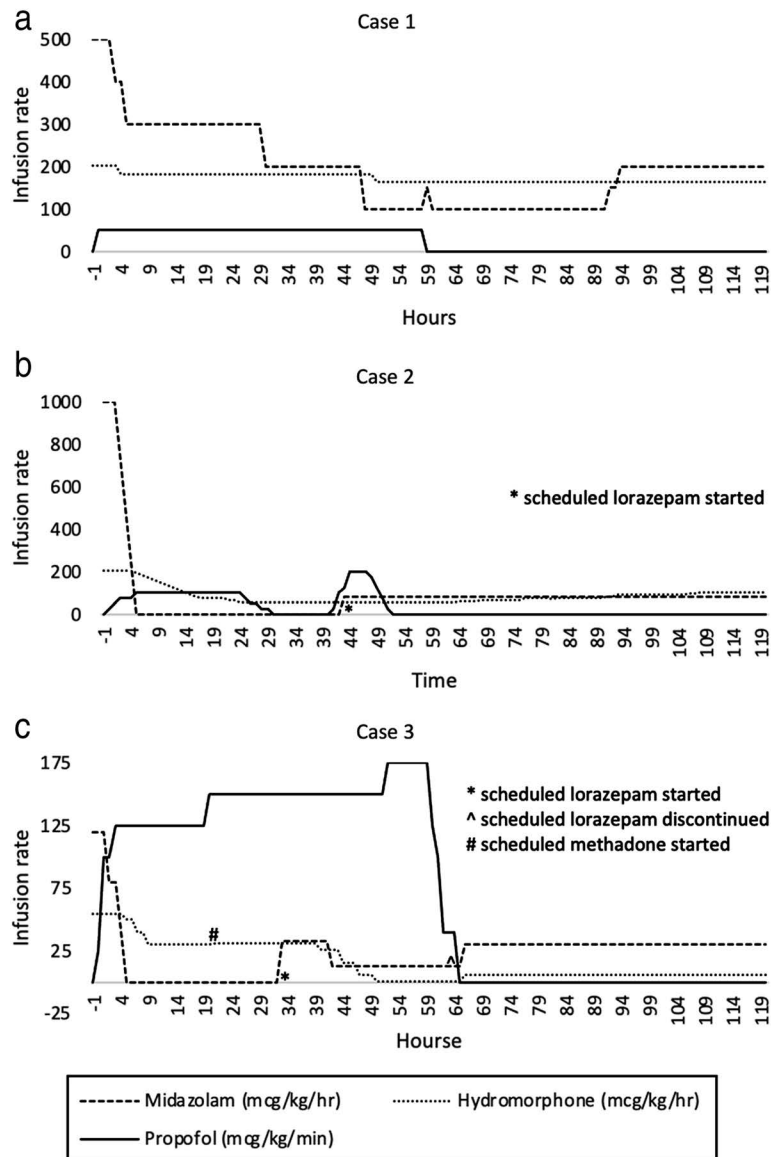 a
Case 1
Infusion rate
500
400
300
200
100
0
-1 4 9 14 19 24 29 34 39 44 49 54 59 64 69 74 79 84 89 94 99 104 109 114 119
Hours
b
Case 2
Infusion rate
1000
800
600
400
200
0
* scheduled lorazepam started
*
-1 4 9 14 19 24 29 34 39 44 49 54 59 64 69 74 79 84 89 94 99 104 109 114 119
Time
c
Case 3
Infusion rate
175
125
75
25
-25
* scheduled lorazepam started
^ scheduled lorazepam discontinued
# scheduled methadone started
#
*
^
-1 4 9 14 19 24 29 34 39 44 49 54 59 64 69 74 79 84 89 94 99 104 109 114 119
Hourse
Midazolam (mcg/kg/hr) Hydromorphone (mcg/kg/hr)
Propofol (mcg/kg/min)